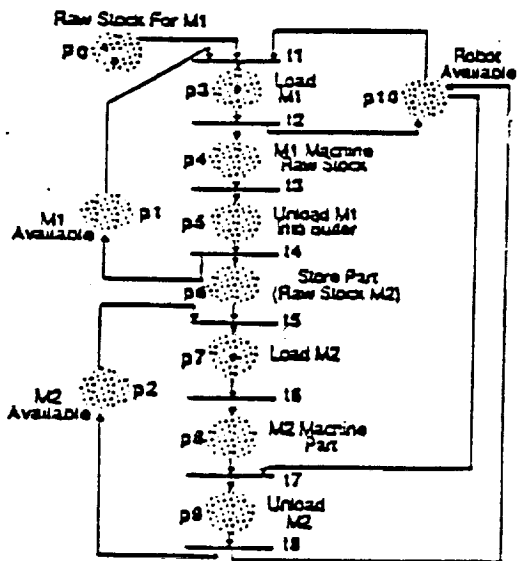 Raw Stock For M1
p0
t1
Robot
Available
p3
Load
M1
p10
t2
p4
M1 Machine
Raw Stock
t3
M1
Available
p1
p5
Unload M1
into buffer
t4
p6
Store Part
(Raw Stock M2)
t5
p7
Load M2
M2
Available
p2
t6
p8
M2 Machine
Part
t7
p9
Unload
M2
t8